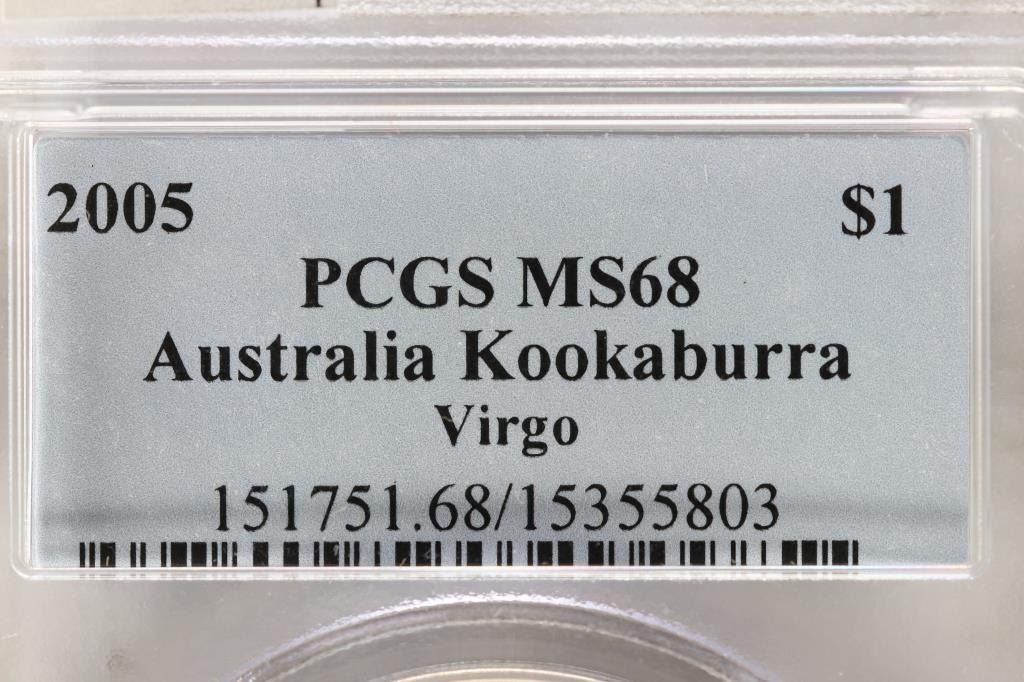 2005 $1
PCGS MS68
Australia Kookaburra
Virgo
151751.68/15355803